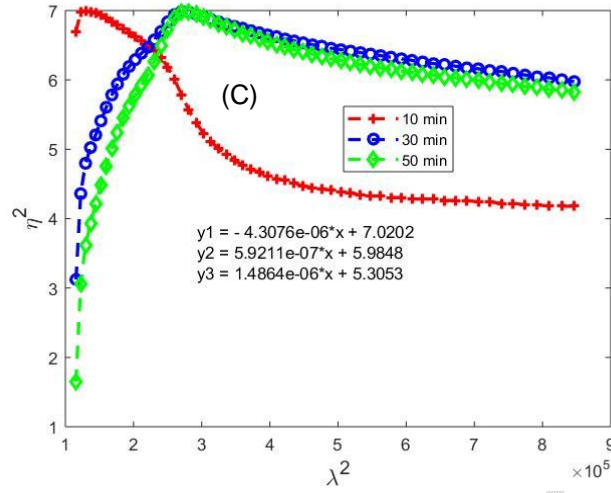 7
6
5
4
3
2
1
η²
(C)
10 min
30 min
50 min
y1 = - 4.3076e-06*x + 7.0202
y2 = 5.9211e-07*x + 5.9848
y3 = 1.4864e-06*x + 5.3053
1 2 3 4 5 6 7 8 9
λ²
×10⁵